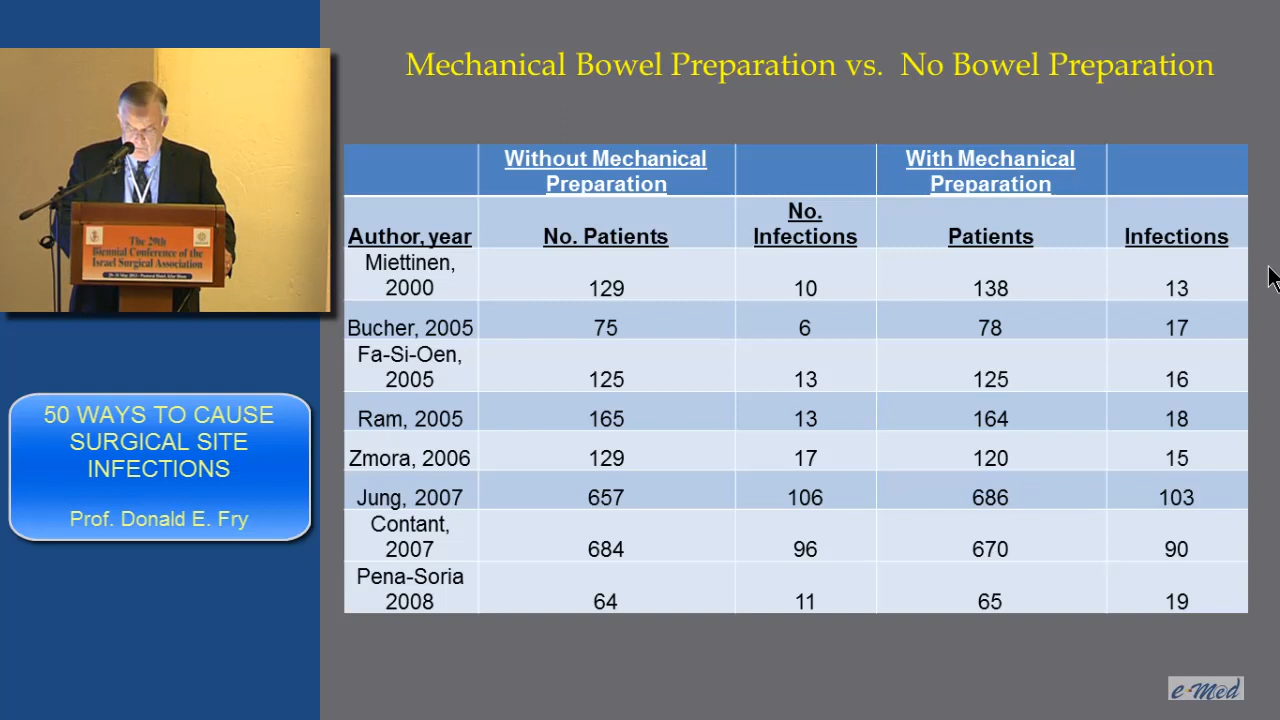 Mechanical Bowel Preparation vs. No Bowel Preparation
The 29th
Biennial Conference of the
Israel Surgical Association
50 WAYS TO CAUSE
SURGICAL SITE
INFECTIONS
Prof. Donald E. Fry
Without Mechanical
Preparation
With Mechanical
Preparation
Author, year
No. Patients
No.
Infections
Patients
Infections
Miettinen,
2000 129 10 138 13
Bucher, 2005 75 6 78 17
Fa-Si-Oen,
2005 125 13 125 16
Ram, 2005 165 13 164 18
Zmora, 2006 129 17 120 15
Jung, 2007 657 106 686 103
Contant,
2007 684 96 670 90
Pena-Soria
2008 64 11 65 19
e-Med